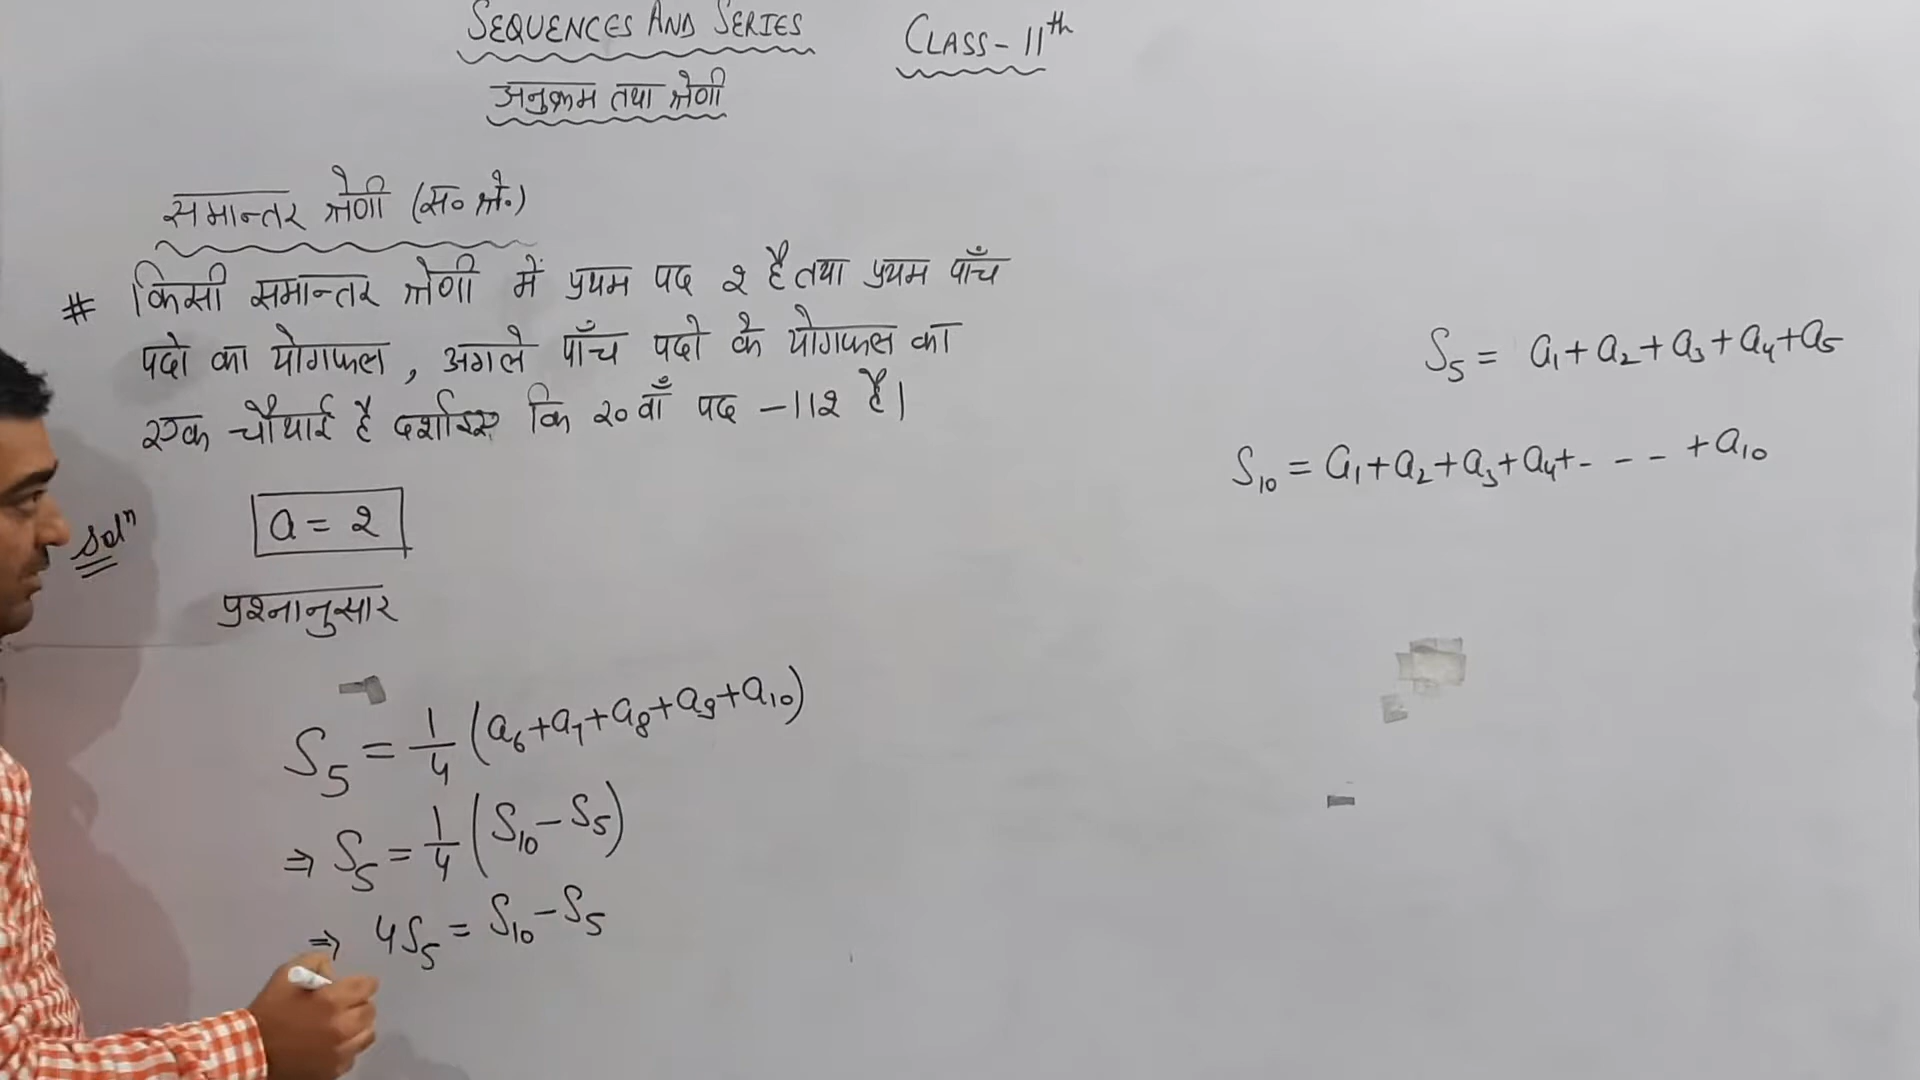 SEQUENCES AND SERIES CLASS-11th
अनुक्रम तथा श्रेणी
समान्तर श्रेणी (स० श्रे०)
# किसी समान्तर श्रेणी में प्रथम पद 2 है तथा प्रथम पाँच
पदो का योगफल, अगले पाँच पदो के योगफल का
एक चौथाई है दर्शाइए कि 20वाँ पद -112 है।
S₅ = a₁+a₂+a₃+a₄+a₅
S₁₀ = a₁+a₂+a₃+a₄+- - - +a₁₀
Solⁿ a = 2
प्रश्नानुसार
S₅ = 1/4 (a₆+a₇+a₈+a₉+a₁₀)
⇒ S₅ = 1/4 (S₁₀-S₅)
⇒ 4S₅ = S₁₀-S₅